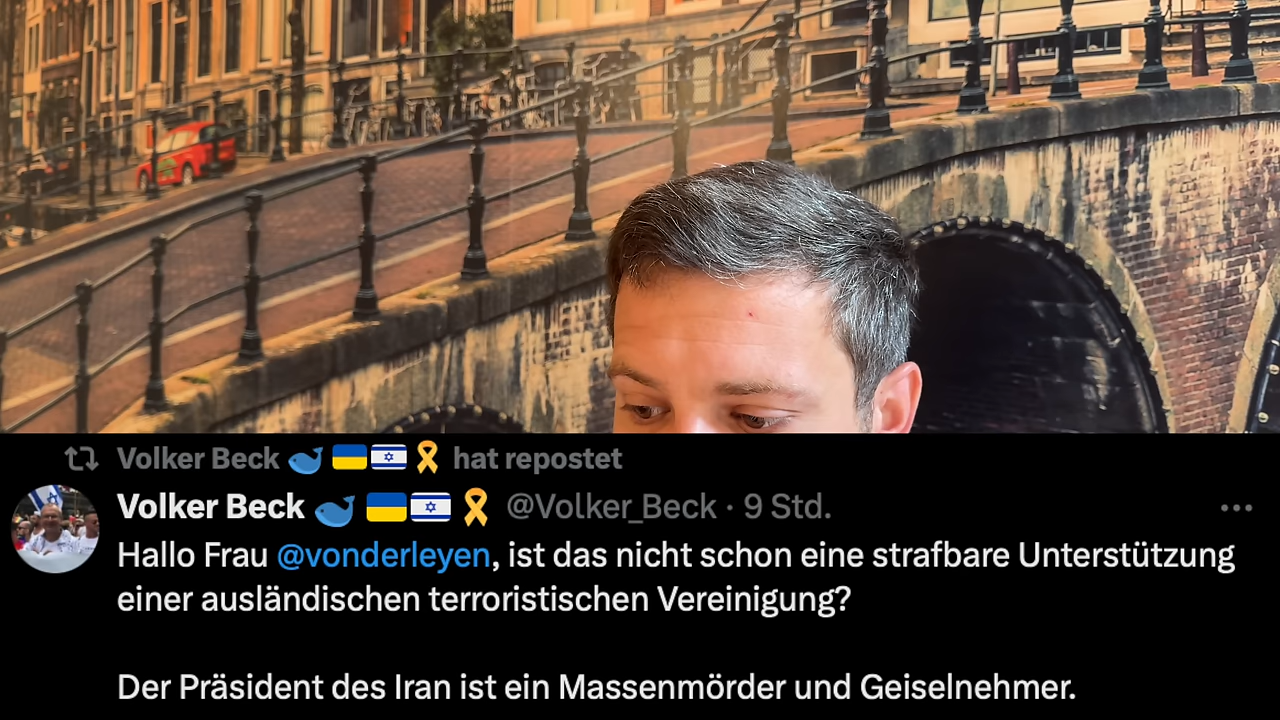 Volker Beck 🐳 🇺🇦🇮🇱🎗️ hat repostet
Volker Beck 🐳 🇺🇦🇮🇱🎗️ @Volker_Beck · 9 Std.
Hallo Frau @vonderleyen, ist das nicht schon eine strafbare Unterstützung
einer ausländischen terroristischen Vereinigung?
Der Präsident des Iran ist ein Massenmörder und Geiselnehmer.